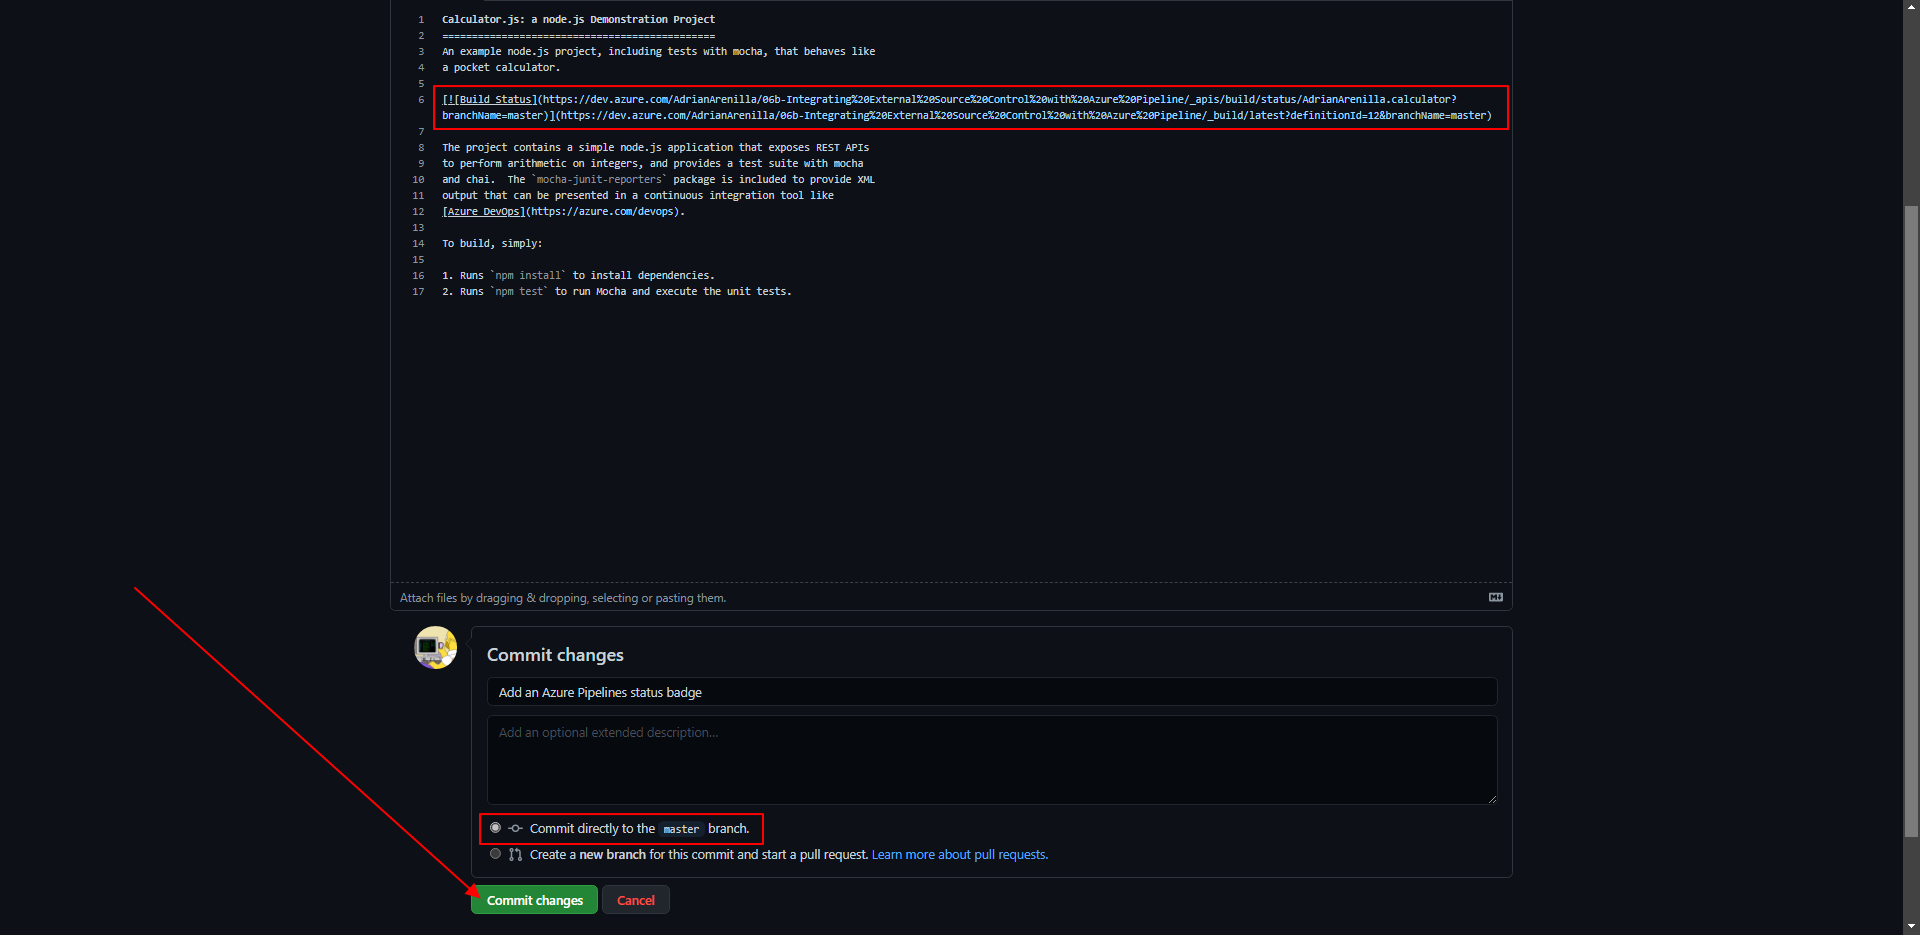 1 Calculator.js: a node.js Demonstration Project
2 ==============================================
3 An example node.js project, including tests with mocha, that behaves like
4 a pocket calculator.
5
6 [![Build Status](https://dev.azure.com/AdrianArenilla/06b-Integrating%20External%20Source%20Control%20with%20Azure%20Pipeline/_apis/build/status/AdrianArenilla.calculator?
branchName=master)](https://dev.azure.com/AdrianArenilla/06b-Integrating%20External%20Source%20Control%20with%20Azure%20Pipeline/_build/latest?definitionId=12&branchName=master)
7
8 The project contains a simple node.js application that exposes REST APIs
9 to perform arithmetic on integers, and provides a test suite with mocha
10 and chai.  The `mocha-junit-reporters` package is included to provide XML
11 output that can be presented in a continuous integration tool like
12 [Azure DevOps](https://azure.com/devops).
13
14 To build, simply:
15
16 1. Runs `npm install` to install dependencies.
17 2. Runs `npm test` to run Mocha and execute the unit tests.
Attach files by dragging & dropping, selecting or pasting them.
Commit changes
Add an Azure Pipelines status badge
Add an optional extended description...
Commit directly to the master branch.
Create a new branch for this commit and start a pull request. Learn more about pull requests.
Commit changes Cancel